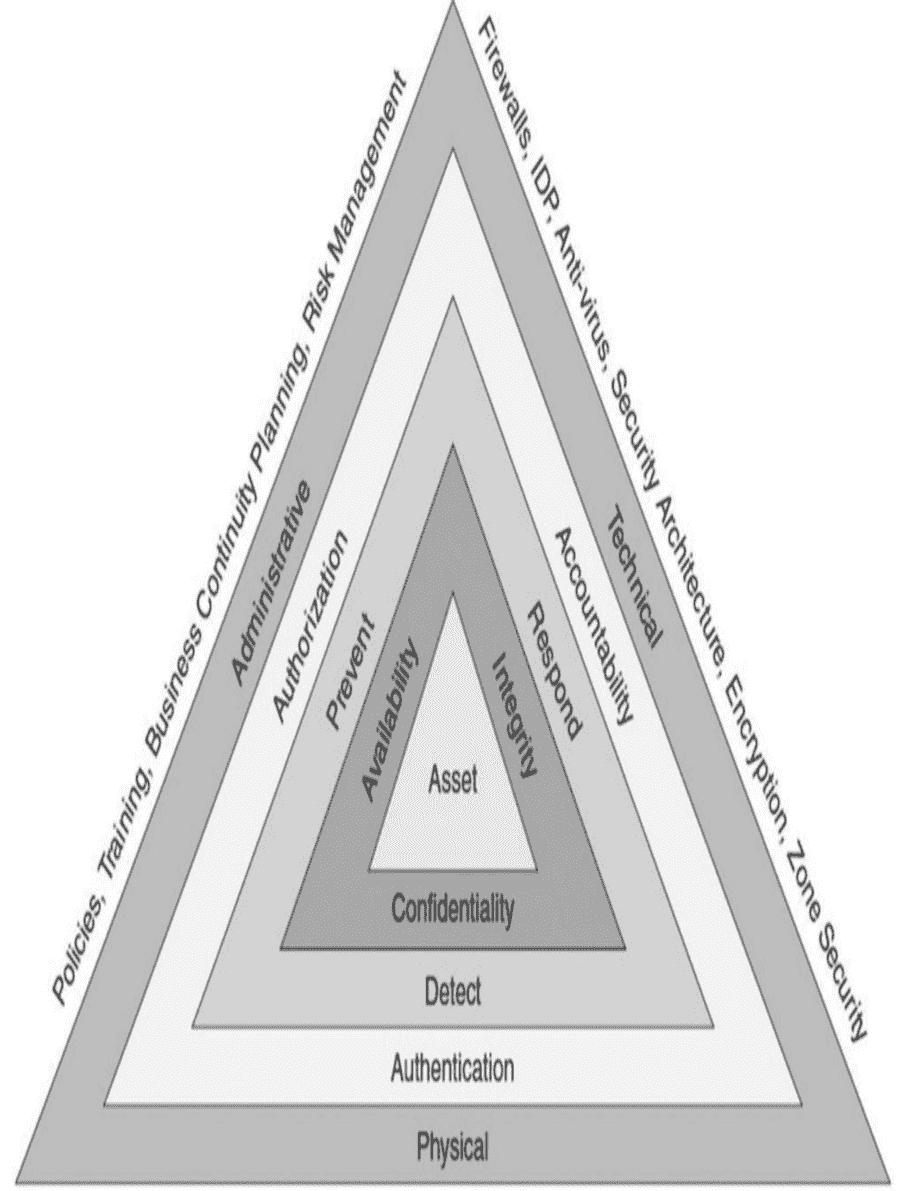 Policies, Training, Business Continuity Planning, Risk Management
Firewalls, IDP, Anti-virus, Security Architecture, Encryption, Zone Security
Administrative
Technical
Authorization
Accountability
Prevent
Respond
Availability
Integrity
Asset
Confidentiality
Detect
Authentication
Physical